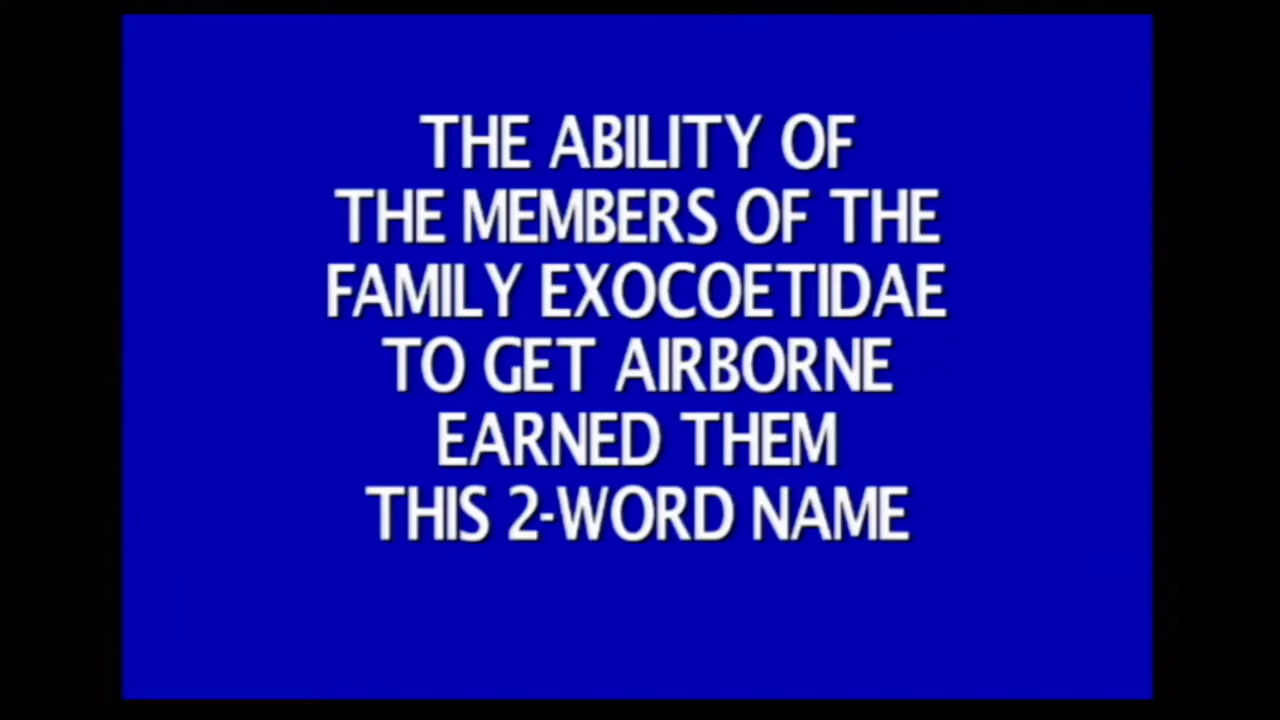 THE ABILITY OF
THE MEMBERS OF THE
FAMILY EXOCOETIDAE
TO GET AIRBORNE
EARNED THEM
THIS 2-WORD NAME